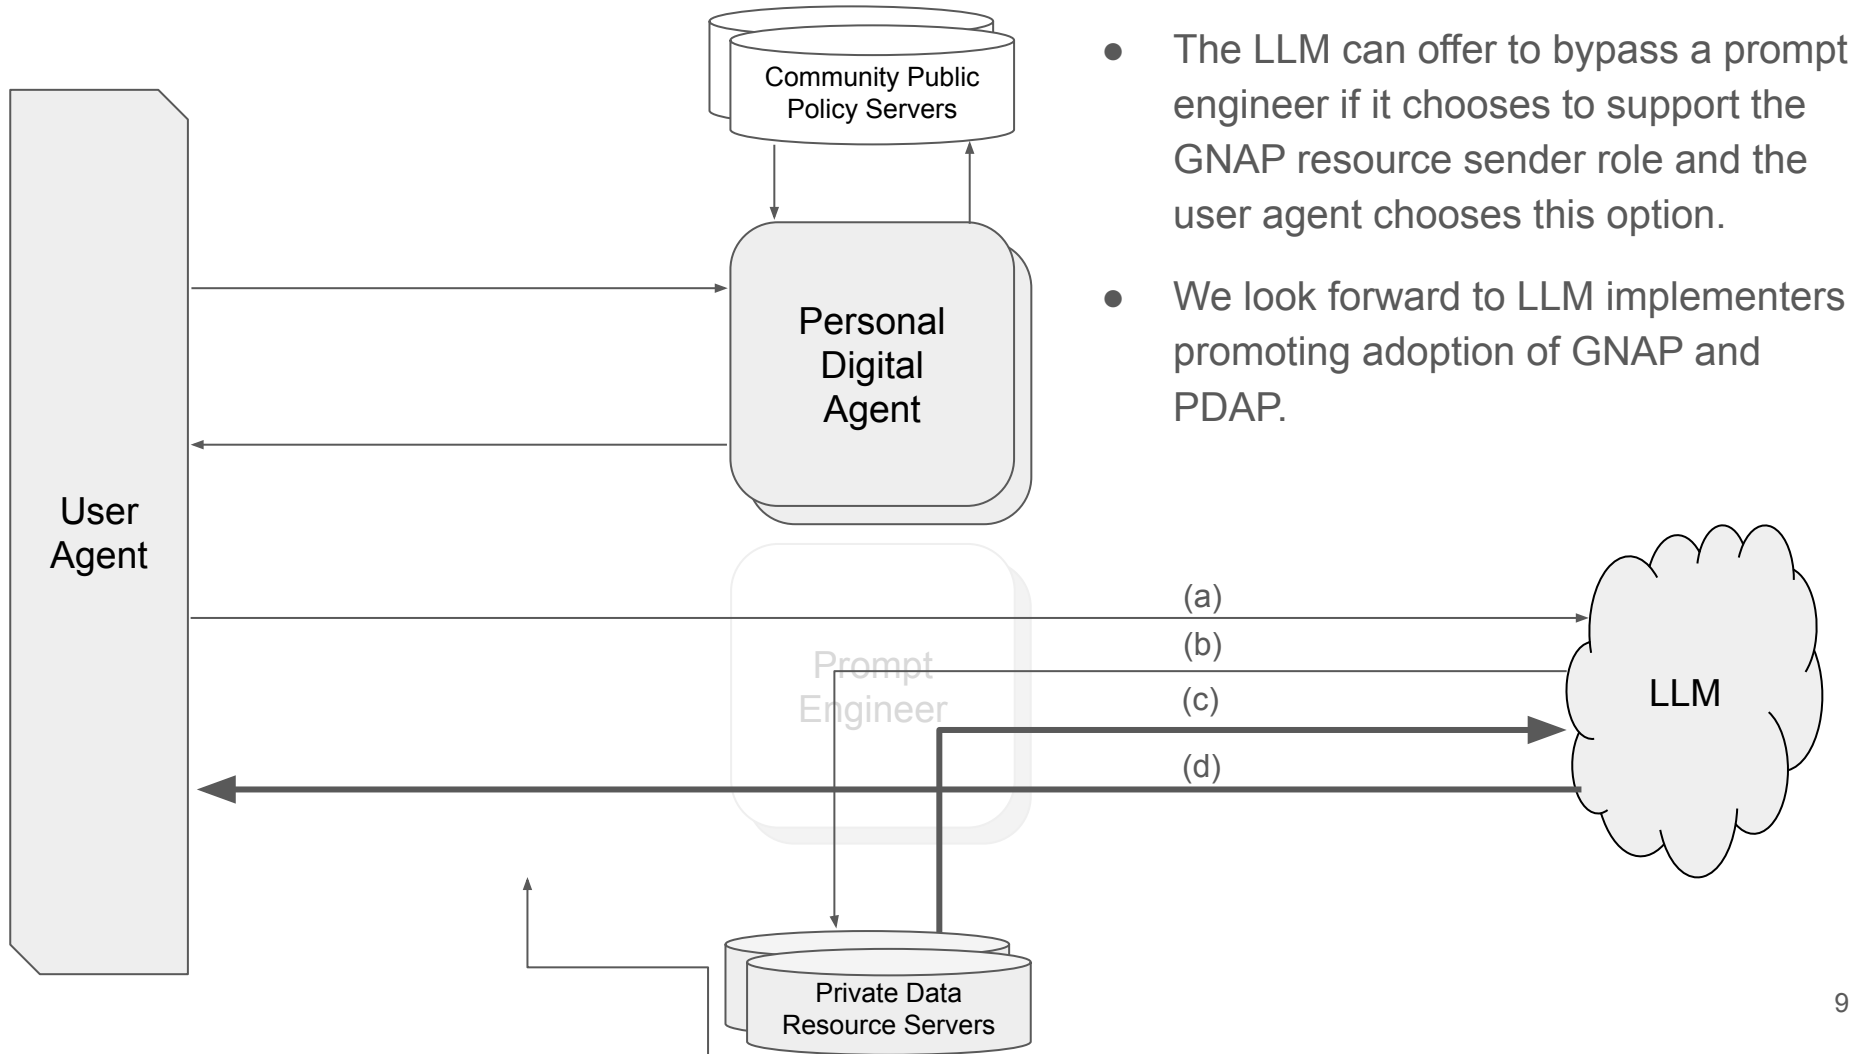 Community Public
Policy Servers
● The LLM can offer to bypass a prompt
engineer if it chooses to support the
GNAP resource sender role and the
user agent chooses this option.
● We look forward to LLM implementers
promoting adoption of GNAP and
PDAP.
Personal
Digital
Agent
User
Agent
(a)
(b)
(c)
(d)
Prompt
Engineer
LLM
Private Data
Resource Servers
9